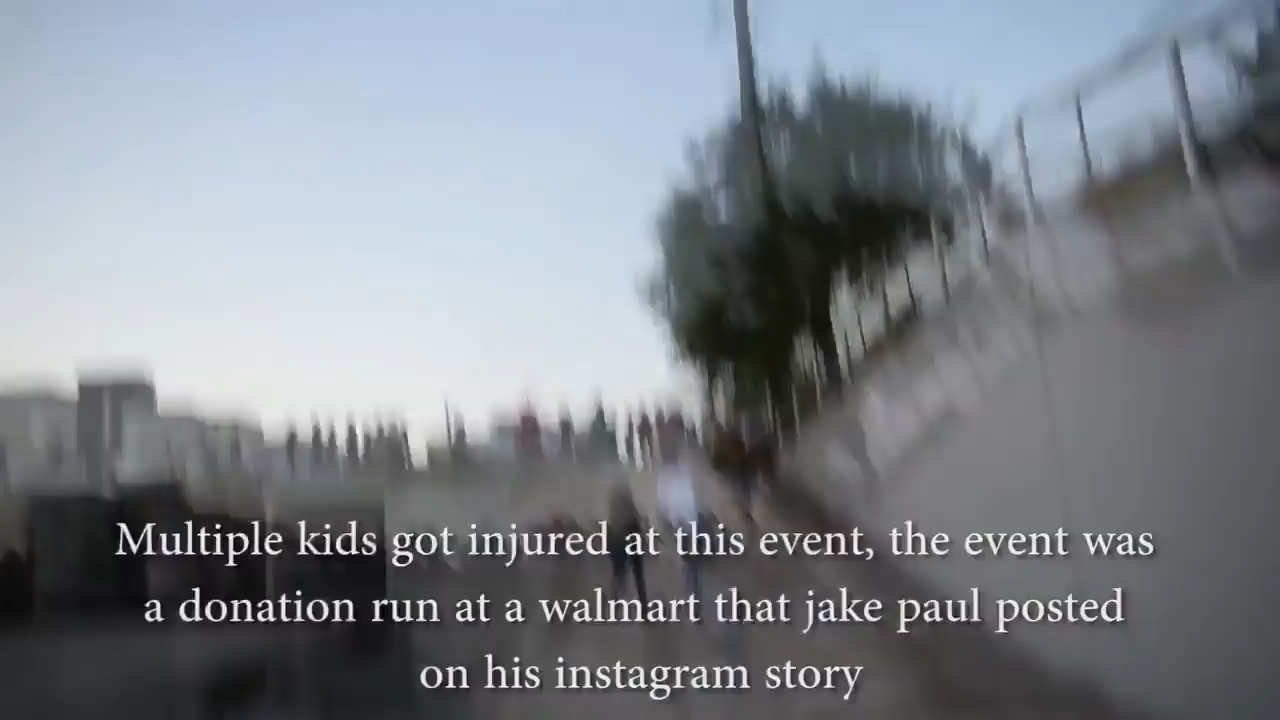 Multiple kids got injured at this event, the event was
a donation run at a walmart that jake paul posted
on his instagram story